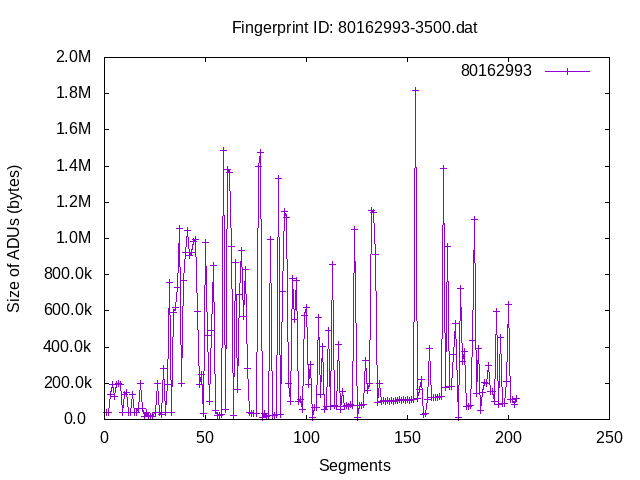 Fingerprint ID: 80162993-3500.dat
2.0M
1.8M
1.6M
1.4M
1.2M
1.0M
800.0k
600.0k
400.0k
200.0k
0.0
80162993
Size of ADUs (bytes)
0 50 100 150 200 250
Segments